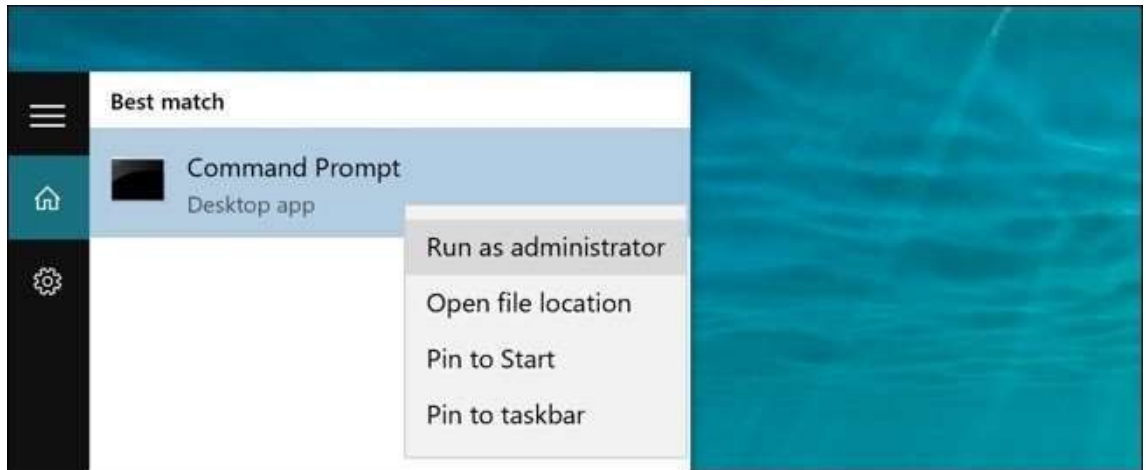 Best match
Command Prompt
Desktop app
Run as administrator
Open file location
Pin to Start
Pin to taskbar